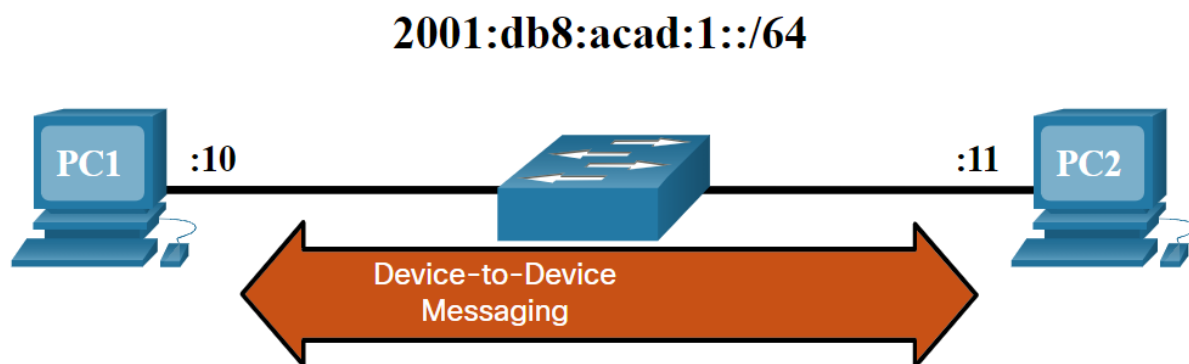 2001:db8:acad:1::/64
PC1
:10
:11
PC2
Device-to-Device
Messaging